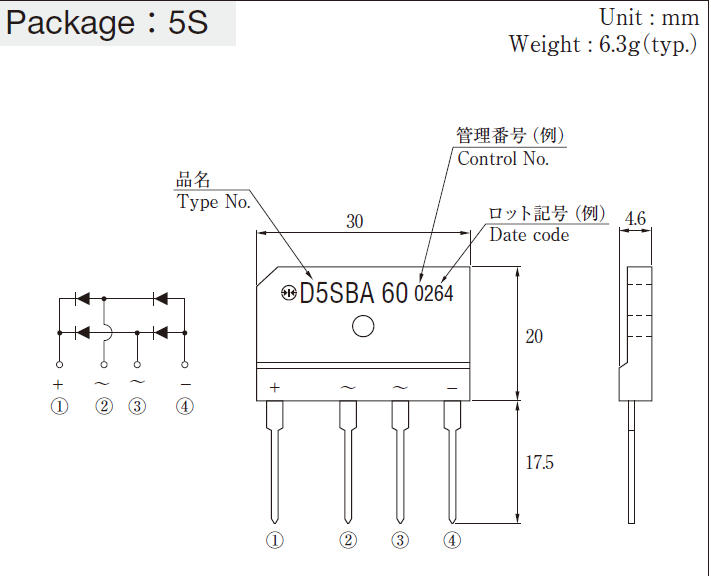 Package：5S
Unit : mm
Weight : 6.3g(typ.)
管理番号 (例)
Control No.
品名
Type No.
ロット記号 (例)
Date code
30
4.6
D5SBA 60 0264
20
+ ～ ～ −
+ ～ ～ −
① ② ③ ④
17.5
① ② ③ ④